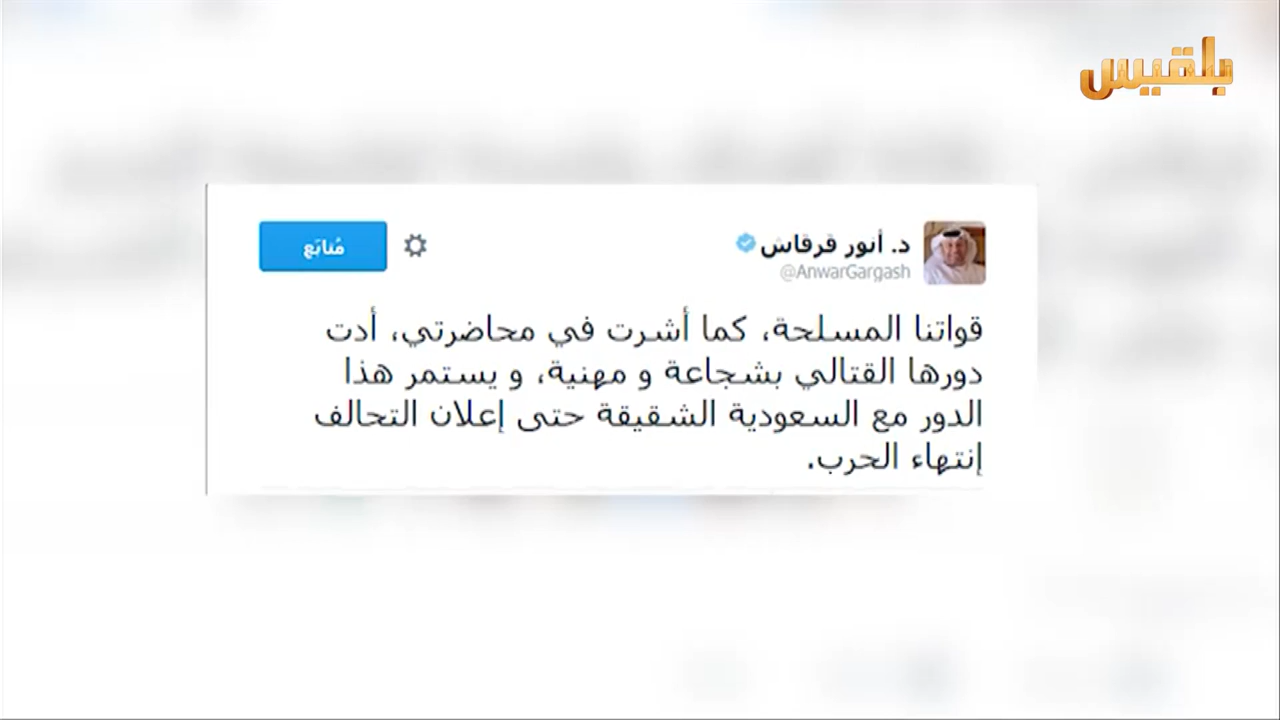 بلقيس
د. أنور قرقاش
@AnwarGargash
مُتابَع
قواتنا المسلحة، كما أشرت في محاضرتي، أدت
دورها القتالي بشجاعة و مهنية، و يستمر هذا
الدور مع السعودية الشقيقة حتى إعلان التحالف
إنتهاء الحرب.